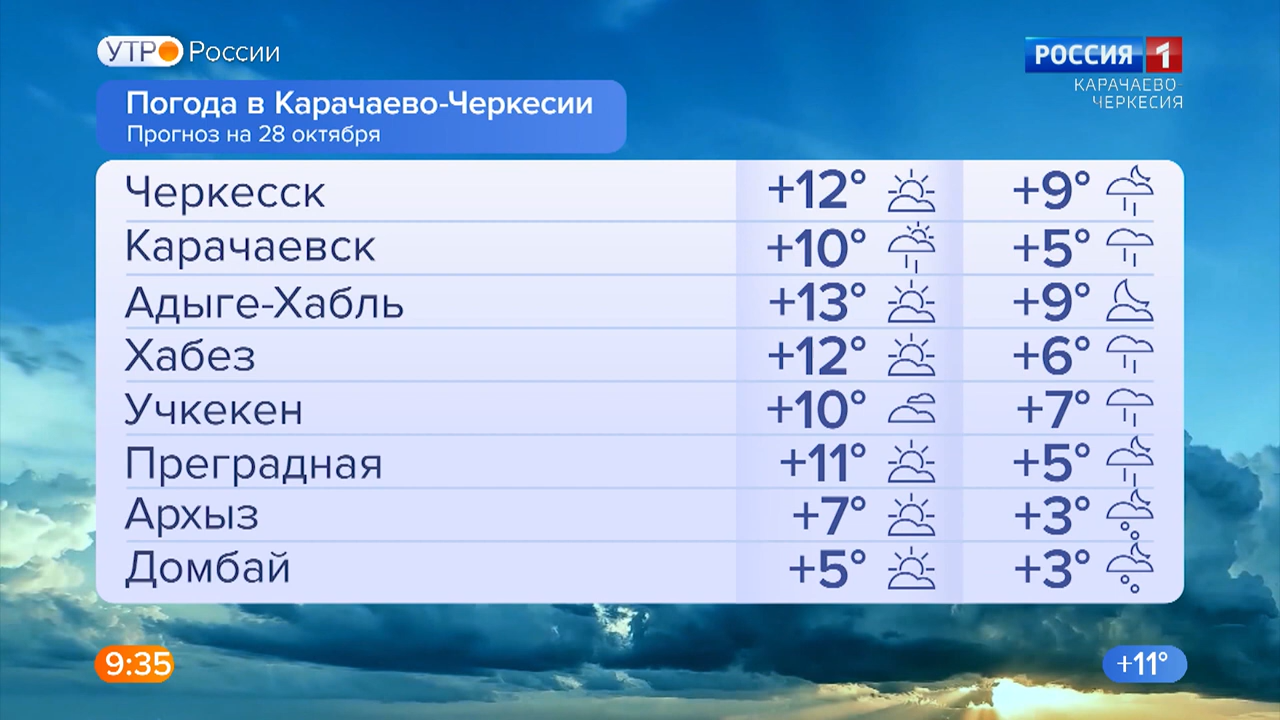 УТРО России
РОССИЯ 1
КАРАЧАЕВО-
ЧЕРКЕСИЯ
Погода в Карачаево-Черкесии
Прогноз на 28 октября
Черкесск +12° +9°
Карачаевск +10° +5°
Адыге-Хабль +13° +9°
Хабез +12° +6°
Учкекен +10° +7°
Преградная +11° +5°
Архыз +7° +3°
Домбай +5° +3°
9:35 +11°